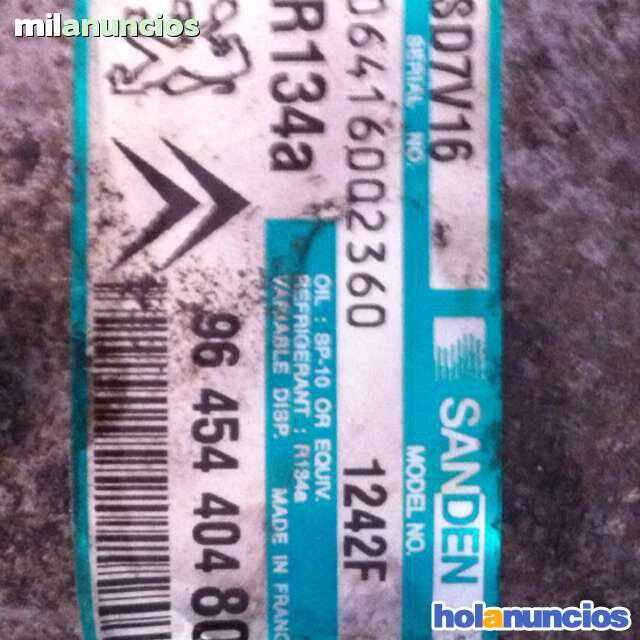 milanuncios
SANDEN
SD7V16
MODEL NO.
SERIAL NO.
1242F
06416D02360
OIL : SP-10 OR EQUIV.
REFRIGERANT : R134a
VARIABLE DISP.
MADE IN
R134a
96 454 404 80
holanuncios